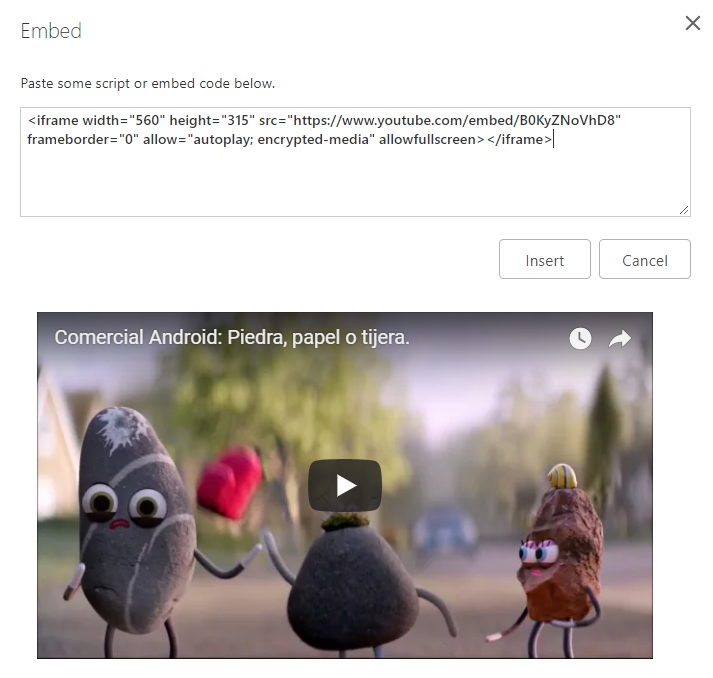 Embed
Paste some script or embed code below.
<iframe width="560" height="315" src="https://www.youtube.com/embed/B0KyZNoVhD8"
frameborder="0" allow="autoplay; encrypted-media" allowfullscreen></iframe>
Insert
Cancel
Comercial Android: Piedra, papel o tijera.